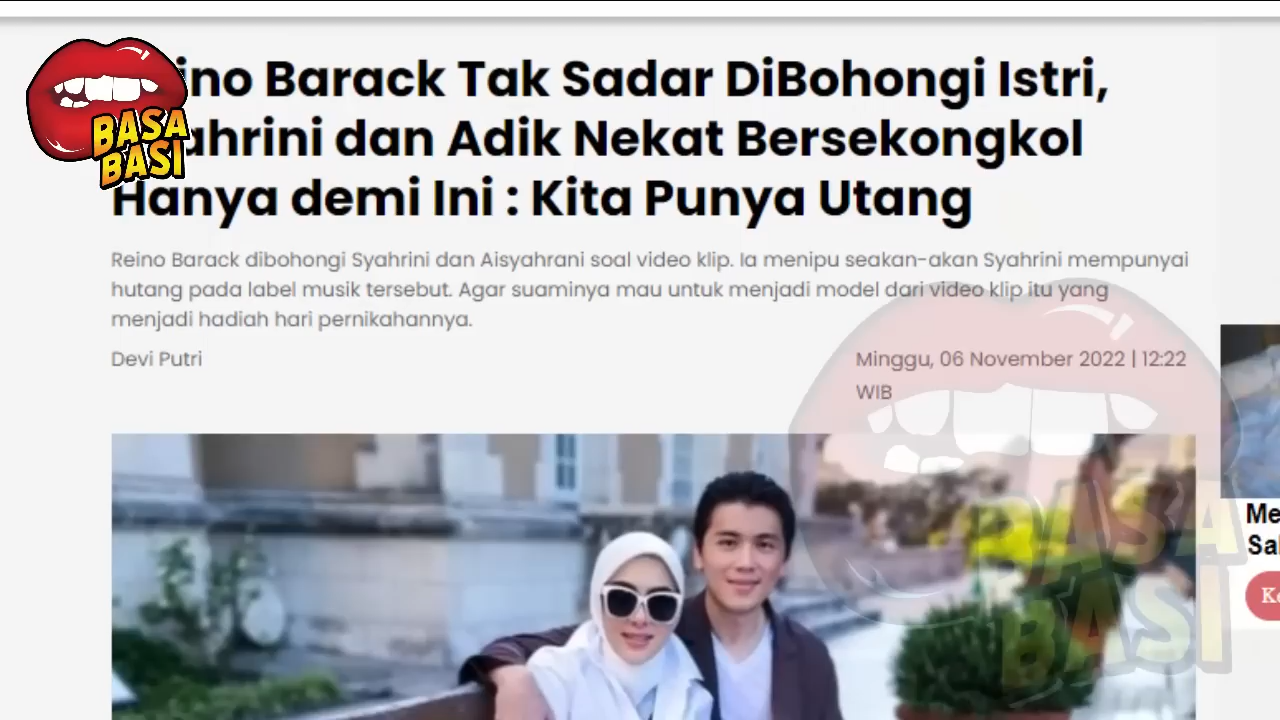 BASA
BASI
ino Barack Tak Sadar DiBohongi Istri,
ahrini dan Adik Nekat Bersekongkol
Hanya demi Ini : Kita Punya Utang
Reino Barack dibohongi Syahrini dan Aisyahrani soal video klip. Ia menipu seakan-akan Syahrini mempunyai
hutang pada label musik tersebut. Agar suaminya mau untuk menjadi model dari video klip itu yang
menjadi hadiah hari pernikahannya.
Devi Putri
Minggu, 06 November 2022 | 12:22
WIB
BASA
BASI
Me
Sal